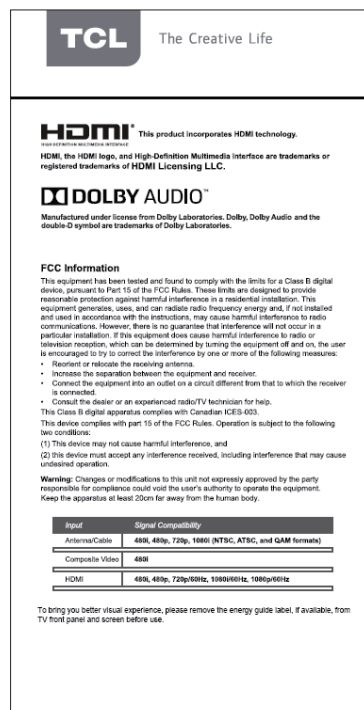 TCL The Creative Life
HDMI® This product incorporates HDMI technology.
HIGH DEFINITION MULTIMEDIA INTERFACE
HDMI, the HDMI logo, and High-Definition Multimedia Interface are trademarks or
registered trademarks of HDMI Licensing LLC.
DOLBY AUDIO™
Manufactured under license from Dolby Laboratories. Dolby, Dolby Audio and the
double-D symbol are trademarks of Dolby Laboratories.
FCC Information
This equipment has been tested and found to comply with the limits for a Class B digital
device, pursuant to Part 15 of the FCC Rules. These limits are designed to provide
reasonable protection against harmful interference in a residential installation. This
equipment generates, uses, and can radiate radio frequency energy and, if not installed
and used in accordance with the instructions, may cause harmful interference to radio
communications. However, there is no guarantee that interference will not occur in a
particular installation. If this equipment does cause harmful interference to radio or
television reception, which can be determined by turning the equipment off and on, the user
is encouraged to try to correct the interference by one or more of the following measures:
• Reorient or relocate the receiving antenna.
• Increase the separation between the equipment and receiver.
• Connect the equipment into an outlet on a circuit different from that to which the receiver
is connected.
• Consult the dealer or an experienced radio/TV technician for help.
This Class B digital apparatus complies with Canadian ICES-003.
This device complies with part 15 of the FCC Rules. Operation is subject to the following
two conditions:
(1) This device may not cause harmful interference, and
(2) this device must accept any interference received, including interference that may cause
undesired operation.
Warning: Changes or modifications to this unit not expressly approved by the party
responsible for compliance could void the user's authority to operate the equipment.
Keep the apparatus at least 20cm far away from the human body.
Input Signal Compatibility
Antenna/Cable 480i, 480p, 720p, 1080i (NTSC, ATSC, and QAM formats)
Composite Video 480i
HDMI 480i, 480p, 720p/60Hz, 1080i/60Hz, 1080p/60Hz
To bring you better visual experience, please remove the energy guide label, if available, from
TV front panel and screen before use.